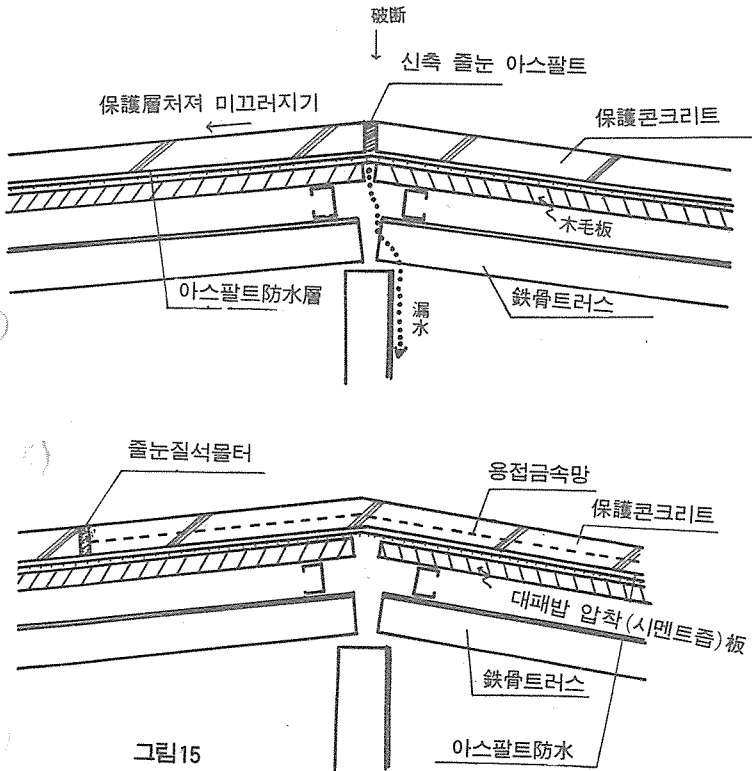 破断
신축 줄눈 아스팔트
保護層처져 미끄러지기
保護콘크리트
木毛板
아스팔트防水層
鉄骨트러스
漏水
줄눈질석몰터
용접금속망
保護콘크리트
대패밥 압착(시멘트즙)板
鉄骨트러스
아스팔트防水
그림15